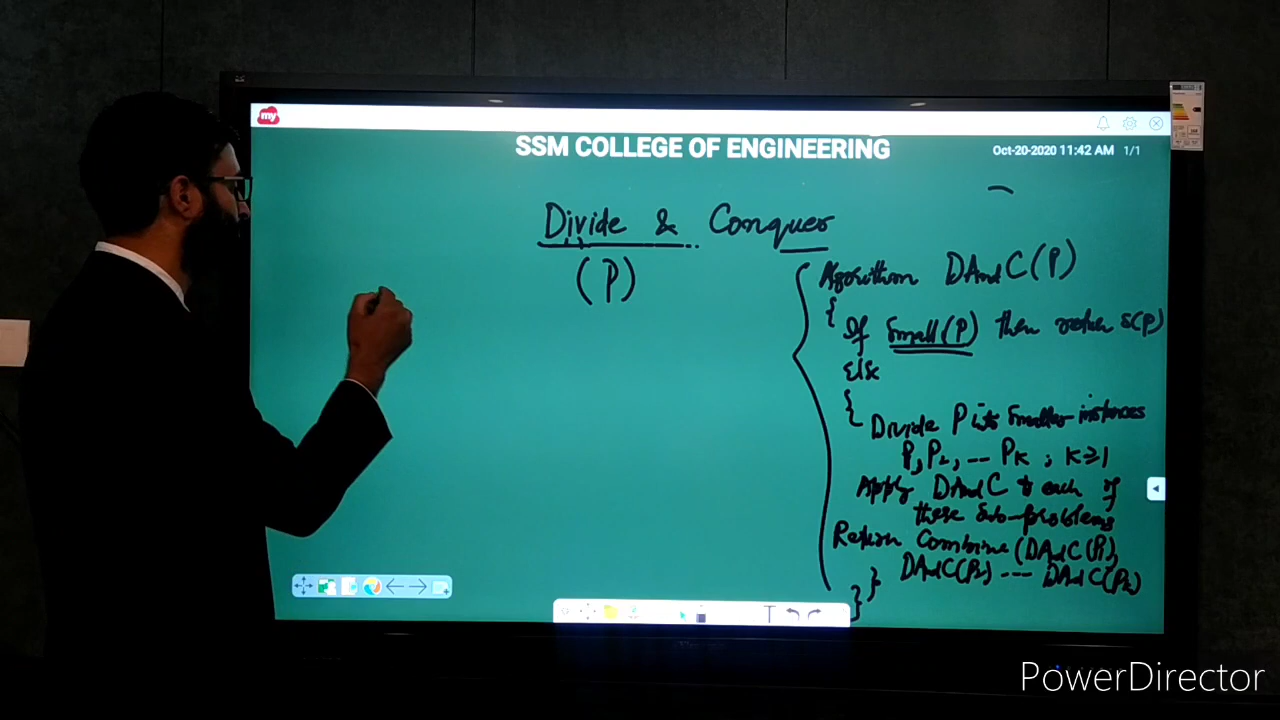 my
SSM COLLEGE OF ENGINEERING
Oct-20-2020 11:42 AM 1/1
Divide & Conquer
(P)
Algorithm DAndC(P)
{
If Small(P) then return S(P)
else
{
Divide P into Smaller instances
P1, P2, --- PK ; K≥1
Apply DAndC to each of
these Sub-problems
Return Combine (DAndC(P1),
DAndC(P2) --- DAndC(Pk)
}
}
T
PowerDirector